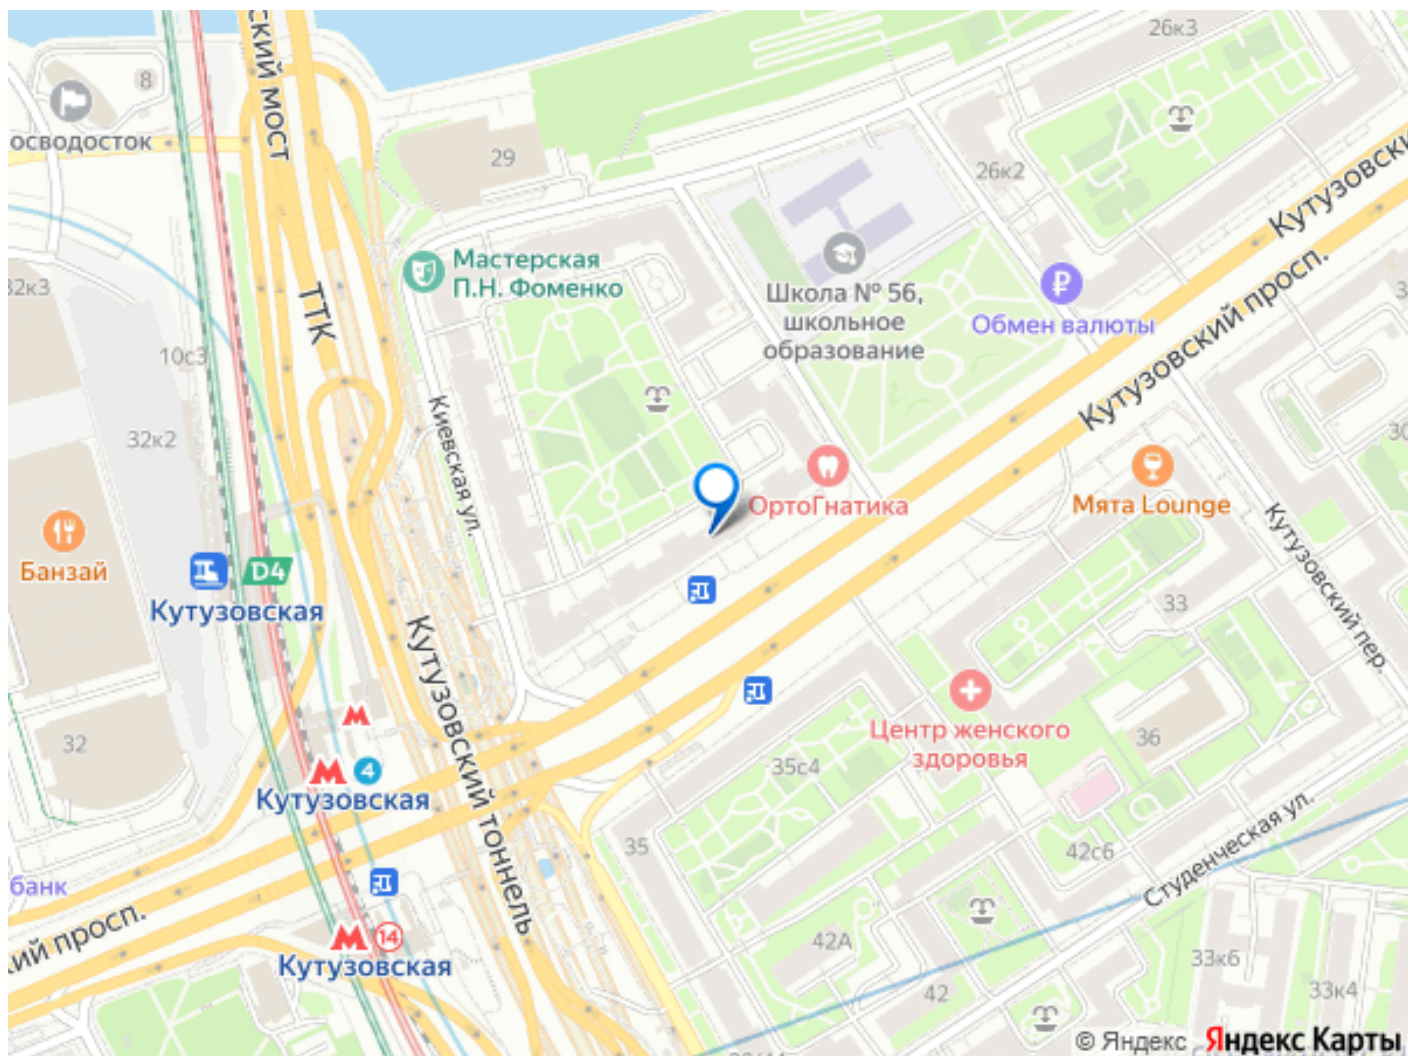 26к3
8
ский мост
осводосток
29
26к2
Кутузовски
Кутузовский просп.
Мастерская
П.Н. Фоменко
Школа № 56,
школьное
образование
Обмен валюты
32к3
ТТК
10с3
32к2
Киевская ул.
ОртоГнатика
Мята Lounge
Банзай
D4
Кутузовская
Кутузовский пер.
33
Кутузовский тоннель
Центр женского
здоровья
36
32
35с4
4
Кутузовская
35
42с6
Студенческая ул.
банк
кий просп.
14
Кутузовская
42А
42
33к6
33к4
© Яндекс
Яндекс Карты